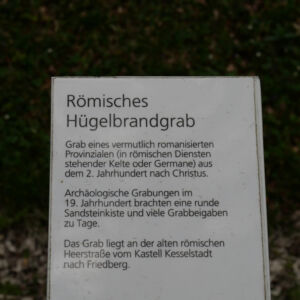 Römisches
Hügelbrandgrab
Grab eines vermutlich romanisierten
Provinzialen (in römischen Diensten
stehender Kelte oder Germane) aus
dem 2. Jahrhundert nach Christus.
Archäologische Grabungen im
19. Jahrhundert brachten eine runde
Sandsteinkiste und viele Grabbeigaben
zu Tage.
Das Grab liegt an der alten römischen
Heerstraße vom Kastell Kesselstadt
nach Friedberg.